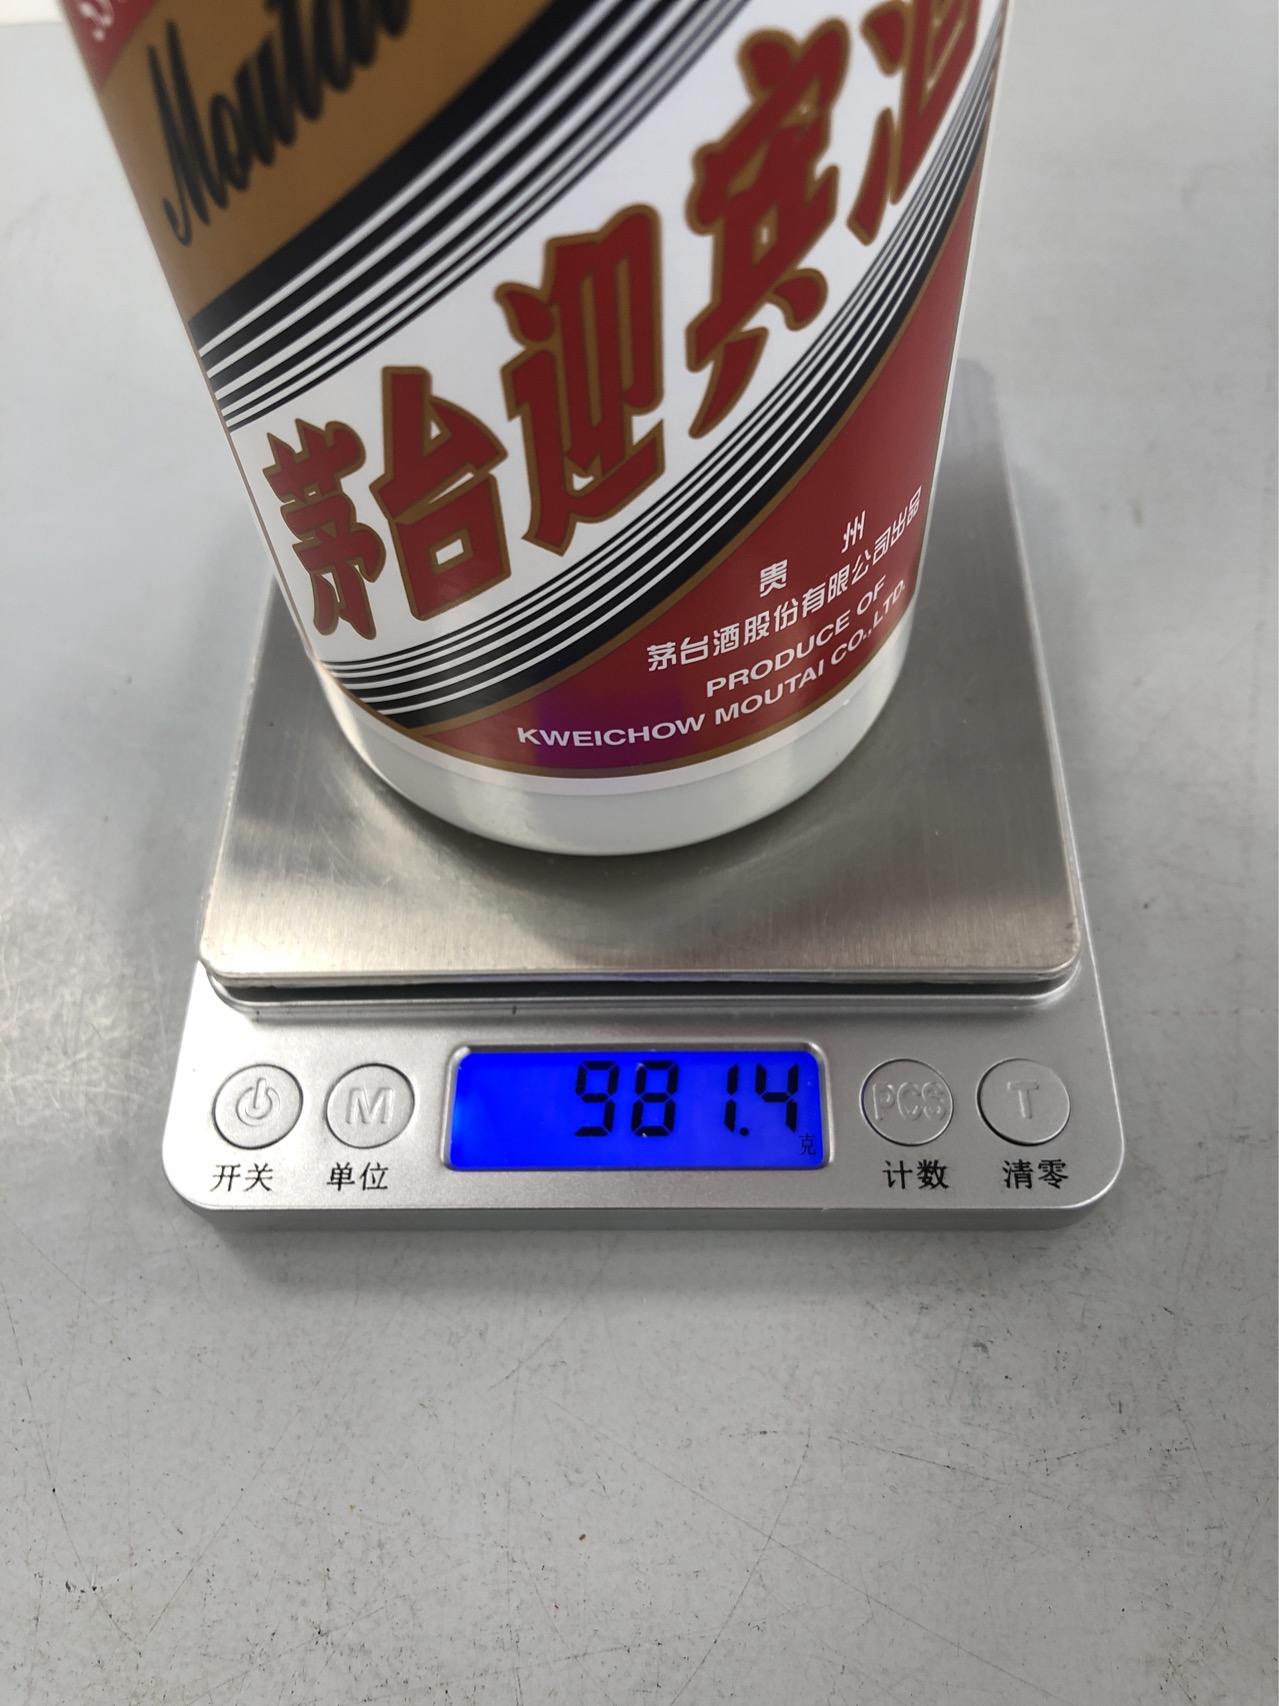 Moutai
茅台迎宾酒
贵州
茅台酒股份有限公司出品
PRODUCE OF
KWEICHOW MOUTAI CO.,LTD.
981.4
克
M
PCS
T
开关
单位
计数
清零